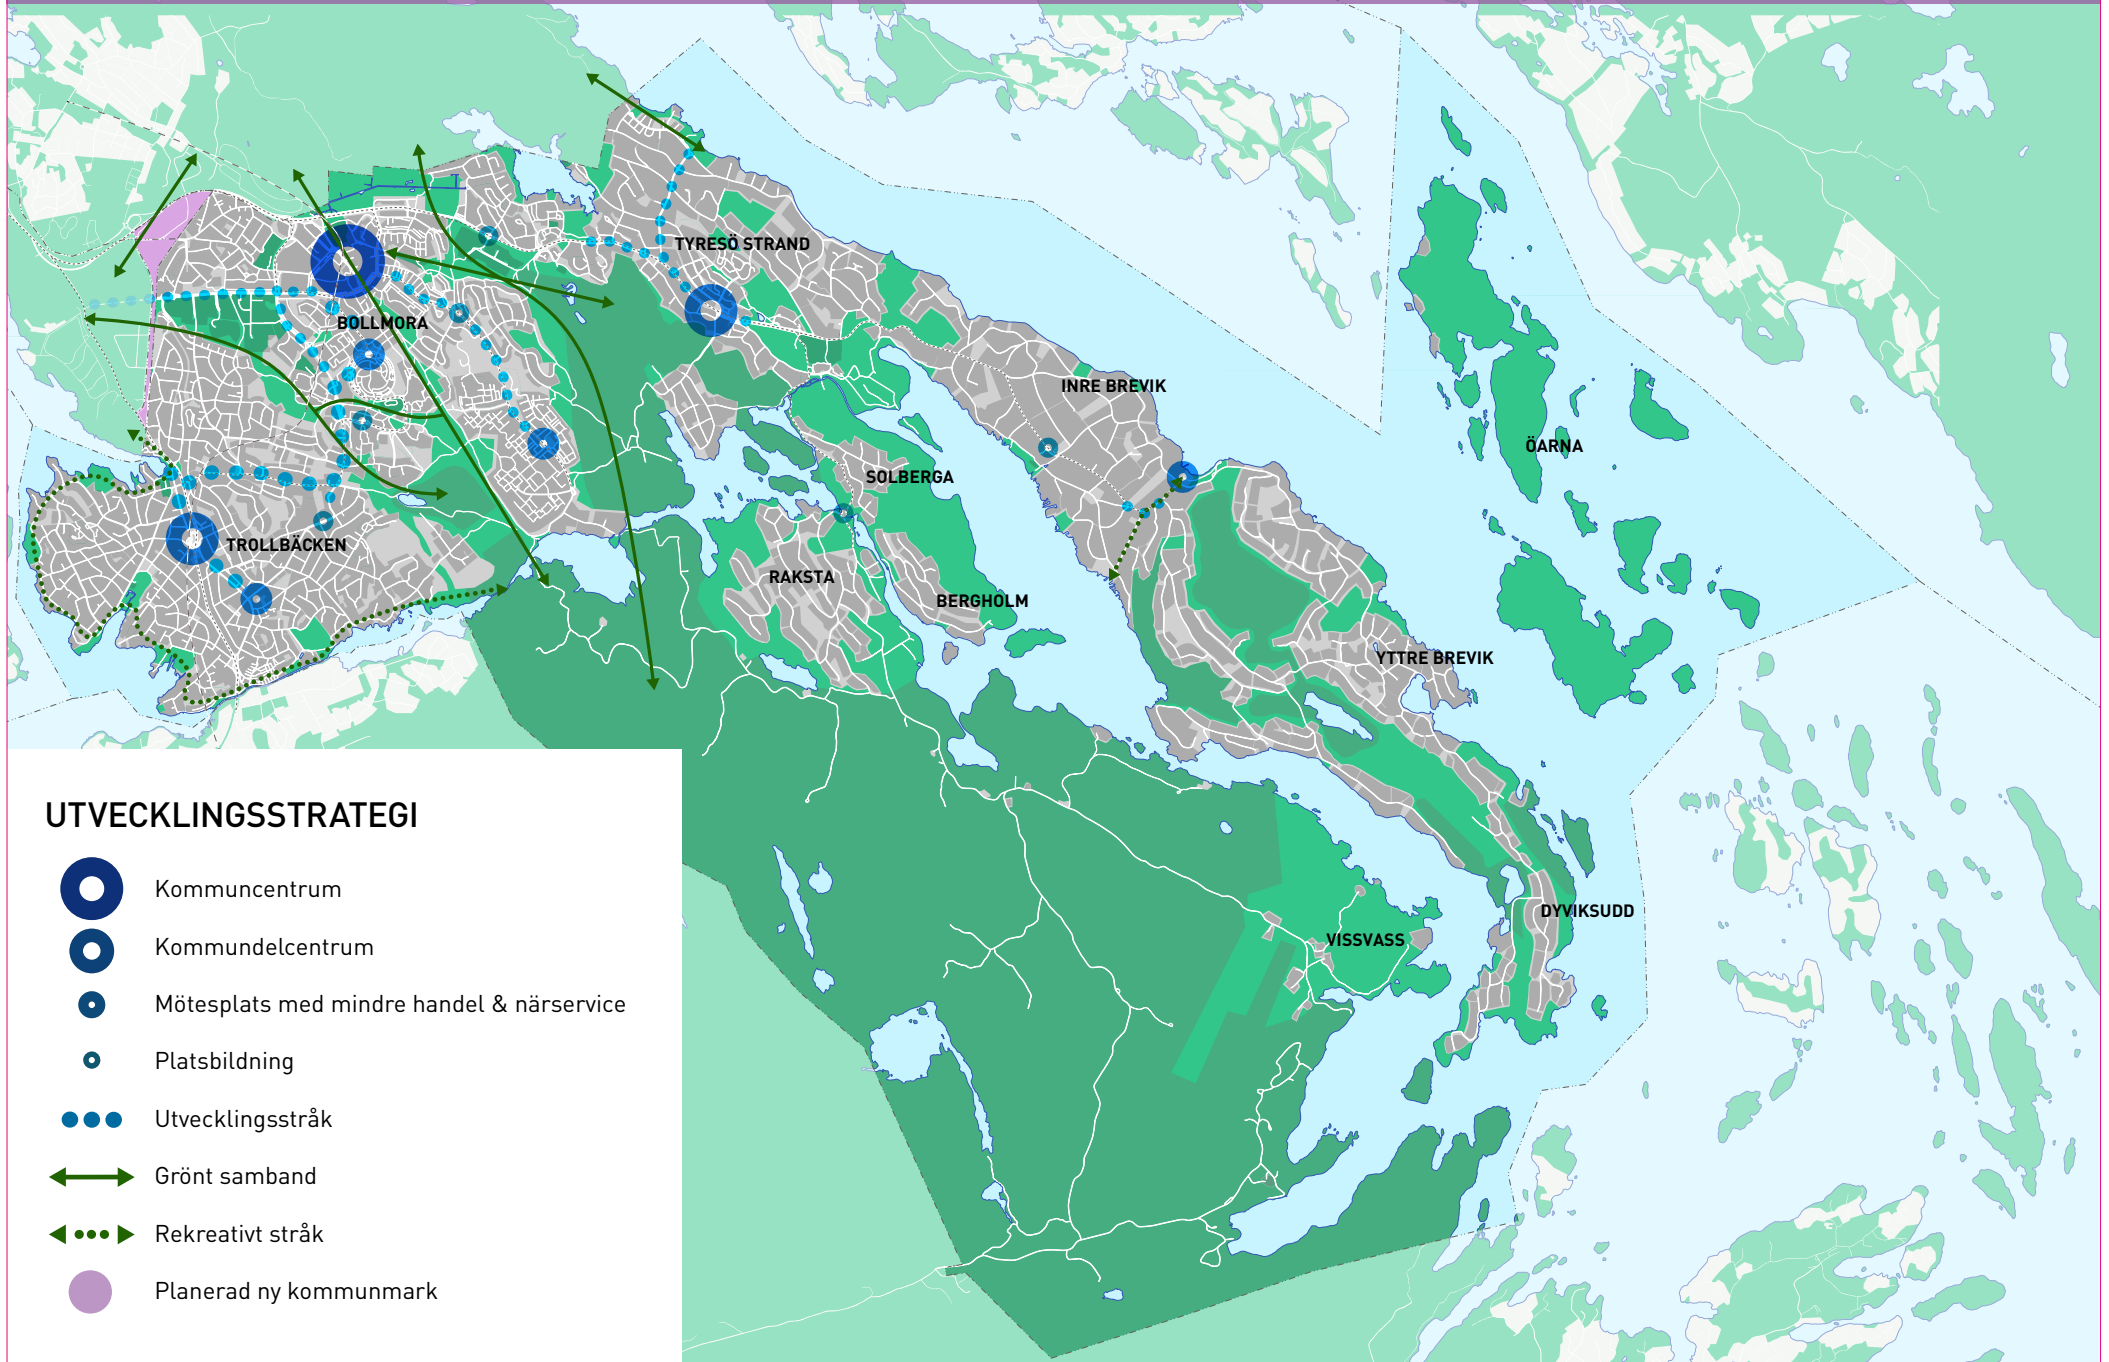 TYRESÖ STRAND
BOLLMORA
INRE BREVIK
ÖARNA
SOLBERGA
TROLLBÄCKEN
RAKSTA
BERGHOLM
YTTRE BREVIK
DYVIKSUDD
VISSVASS
UTVECKLINGSSTRATEGI
Kommuncentrum
Kommundelcentrum
Mötesplats med mindre handel & närservice
Platsbildning
Utvecklingsstråk
Grönt samband
Rekreativt stråk
Planerad ny kommunmark